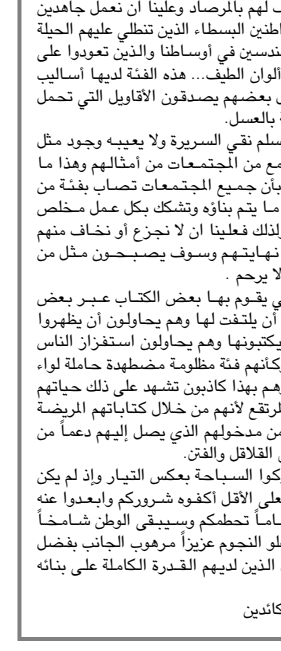 ف لهم بالمرصاد وعلينا ان نعمل جاهدين
اطنين البسطاء الذين تنطلي عليهم الحيلة
ندسين في أوساطنا والذين تعودوا على
ألوان الطيف... هذه الفئة لديها أساليب
ى بعضهم يصدقون الأقاويل التي تحمل
ة بالعسل.
سلم نقي السريرة ولا يعيبه وجود مثل
مع من المجتمعات من أمثالهم وهذا ما
بأن جميع المجتمعات تصاب بفئة من
ما يتم بناؤه وتشكك بكل عمل مخلص
ولذلك فعلينا ان لا نجزع أو نخاف منهم
نهايتهم وسوف يصبحون مثل من
لا يرحم .
ي يقوم بها بعض الكتاب عبر بعض
أن يلتفت لها وهم يحاولون أن يظهروا
يكتبونها وهم يحاولون استفزاز الناس
كأنهم فئة مظلومة مضطهدة حاملة لواء
هم بهذا كاذبون تشهد على ذلك حياتهم
لمرتفع لأنهم من خلال كتاباتهم المريضة
من مدخولهم الذي يصل إليهم دعماً من
القلاقل والفتن.
ركوا السباحة بعكس التيار وإذ لم يكن
على الأقل أكفوه شروركم وابعدوا عنه
امـاً تحطمكم وسيبقى الوطن شامخاً
لو النجوم عزيزاً مرهوب الجانب بفضل
الذين لديهم القدرة الكاملة على بنائه
كائدين